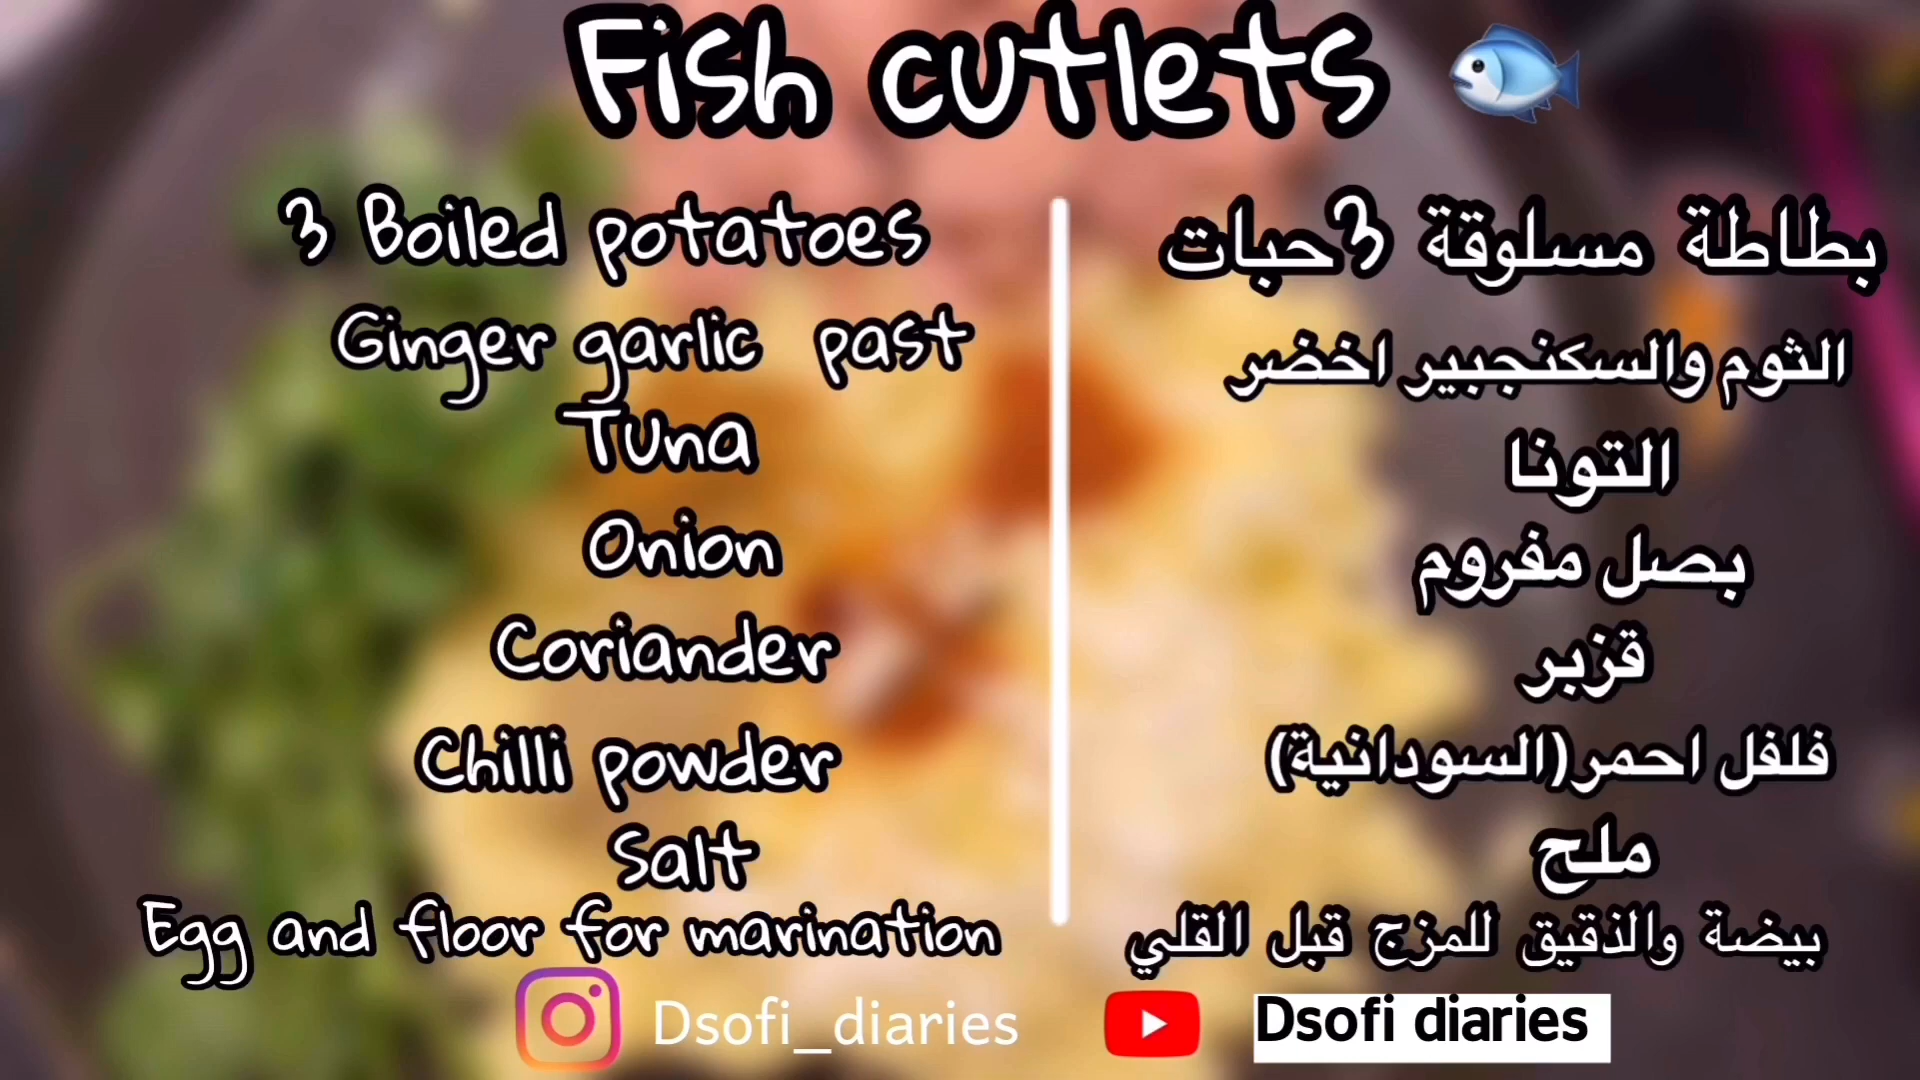 Fish cutlets 🐟
3 Boiled potatoes
Ginger garlic past
Tuna
Onion
Coriander
Chilli powder
Salt
Egg and floor for marination
بطاطة مسلوقة 3حبات
الثوم والسكنجبير اخضر
التونا
بصل مفروم
قزبر
فلفل احمر(السودانية)
ملح
بيضة والذقيق للمزج قبل القلي
Dsofi_diaries
Dsofi diaries